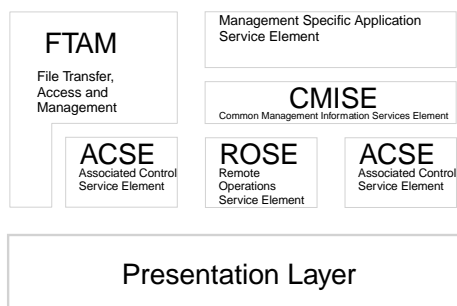 FTAM
File Transfer,
Access and
Management
Management Specific Application
Service Element
CMISE
Common Management Information Services Element
ACSE
Associated Control
Service Element
ROSE
Remote
Operations
Service Element
ACSE
Associated Control
Service Element
Presentation Layer